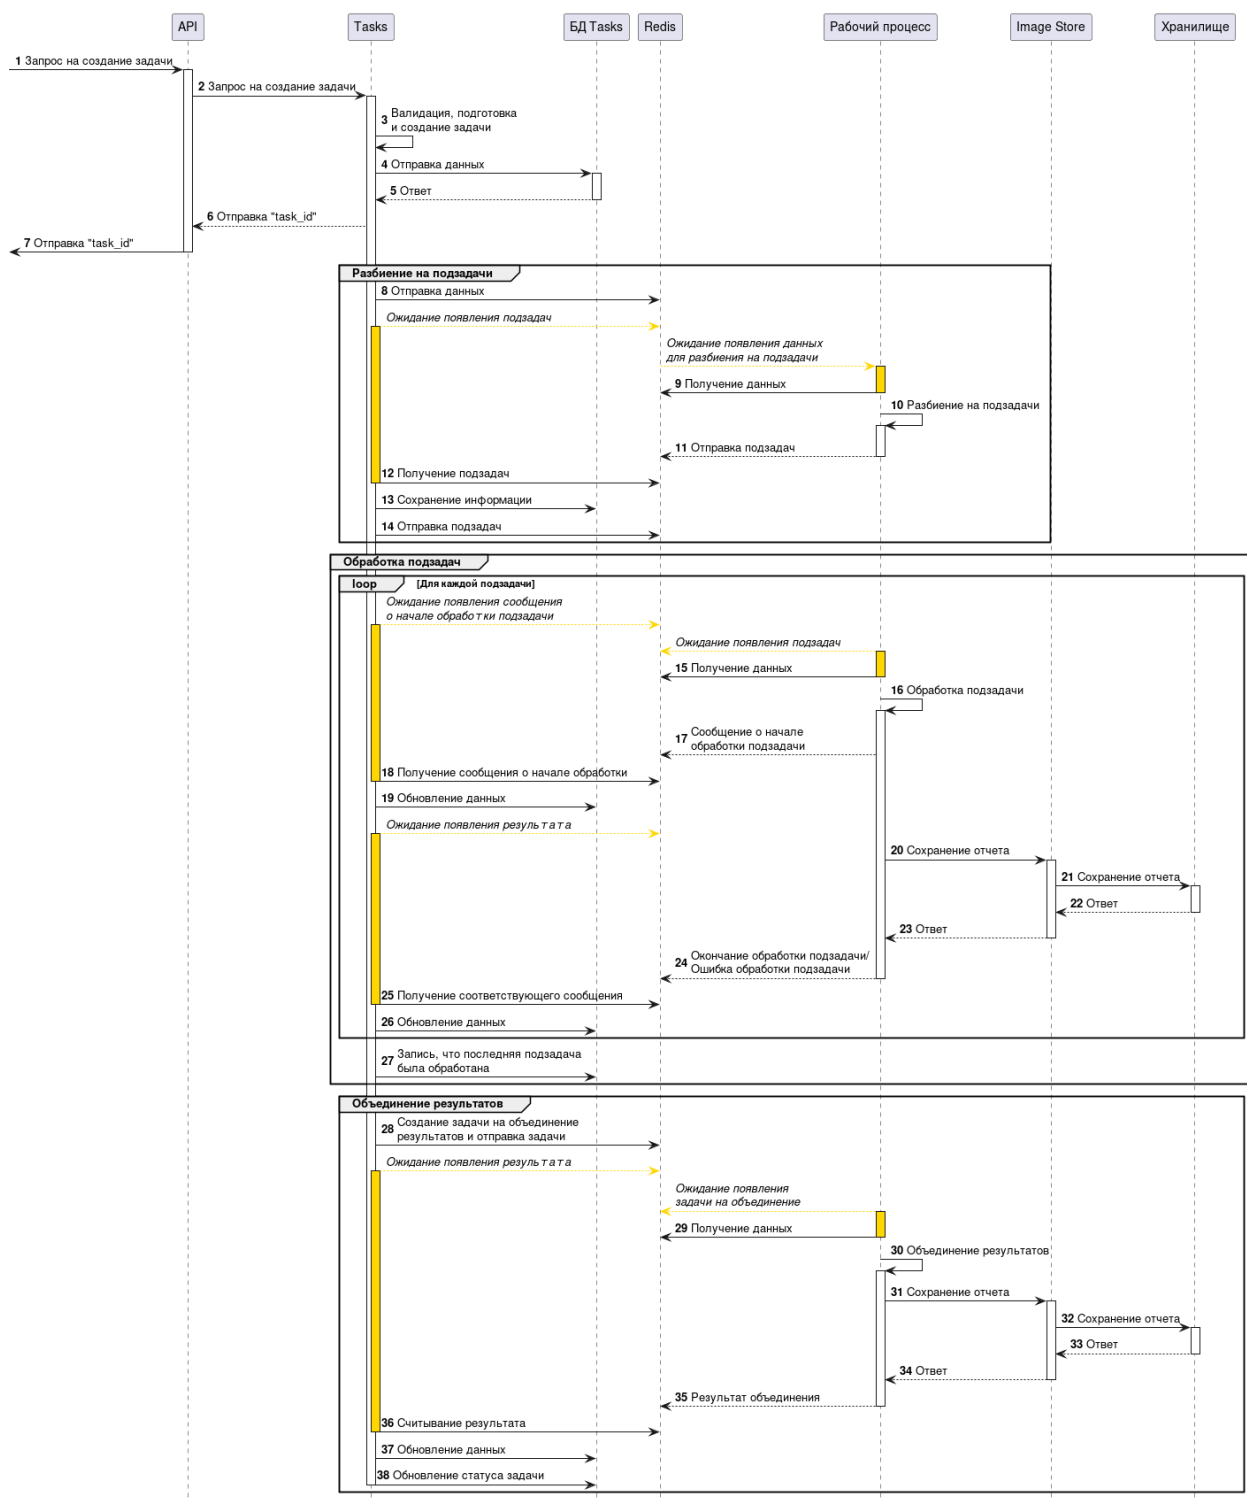 API
Tasks
БД Tasks
Redis
Рабочий процесс
Image Store
Хранилище
1 Запрос на создание задачи
2 Запрос на создание задачи
3 Валидация, подготовка
и создание задачи
4 Отправка данных
5 Ответ
6 Отправка "task_id"
7 Отправка "task_id"
Разбиение на подзадачи
8 Отправка данных
Ожидание появления подзадач
Ожидание появления данных
для разбиения на подзадачи
9 Получение данных
10 Разбиение на подзадачи
11 Отправка подзадач
12 Получение подзадач
13 Сохранение информации
14 Отправка подзадач
Обработка подзадач
loop [Для каждой подзадачи]
Ожидание появления сообщения
о начале обработки подзадачи
Ожидание появления подзадач
15 Получение данных
16 Обработка подзадачи
17 Сообщение о начале
обработки подзадачи
18 Получение сообщения о начале обработки
19 Обновление данных
Ожидание появления результата
20 Сохранение отчета
21 Сохранение отчета
22 Ответ
23 Ответ
24 Окончание обработки подзадачи/
Ошибка обработки подзадачи
25 Получение соответствующего сообщения
26 Обновление данных
27 Запись, что последняя подзадача
была обработана
Объединение результатов
28 Создание задачи на объединение
результатов и отправка задачи
Ожидание появления результата
Ожидание появления
задачи на объединение
29 Получение данных
30 Объединение результатов
31 Сохранение отчета
32 Сохранение отчета
33 Ответ
34 Ответ
35 Результат объединения
36 Считывание результата
37 Обновление данных
38 Обновление статуса задачи